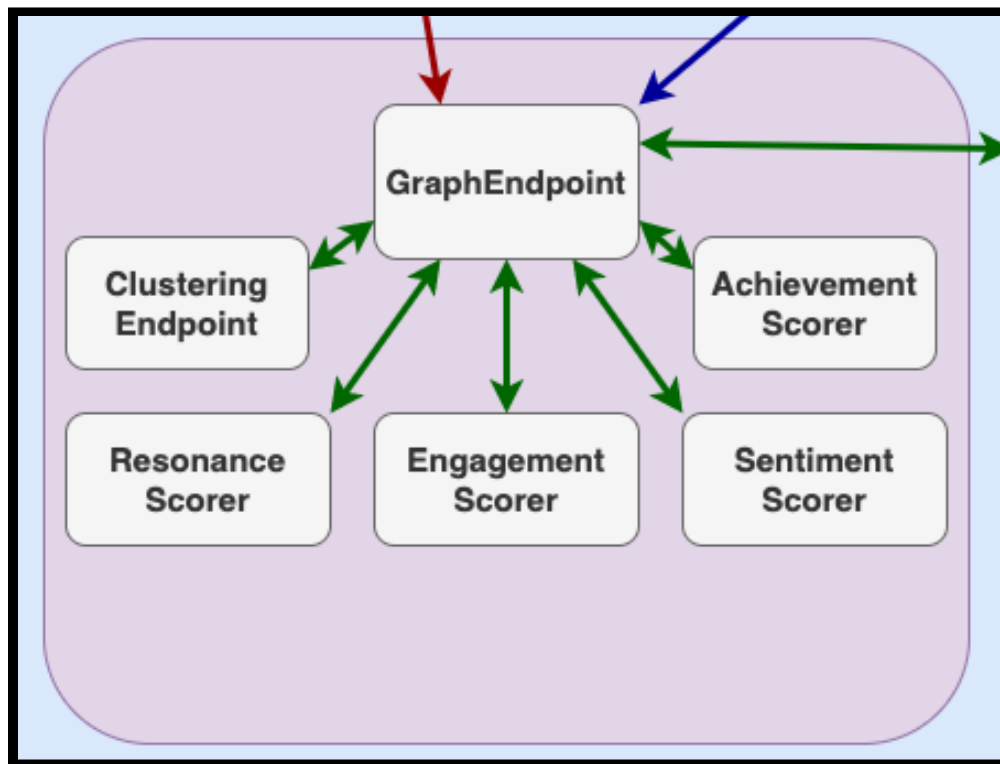 GraphEndpoint
Clustering
Endpoint
Achievement
Scorer
Resonance
Scorer
Engagement
Scorer
Sentiment
Scorer